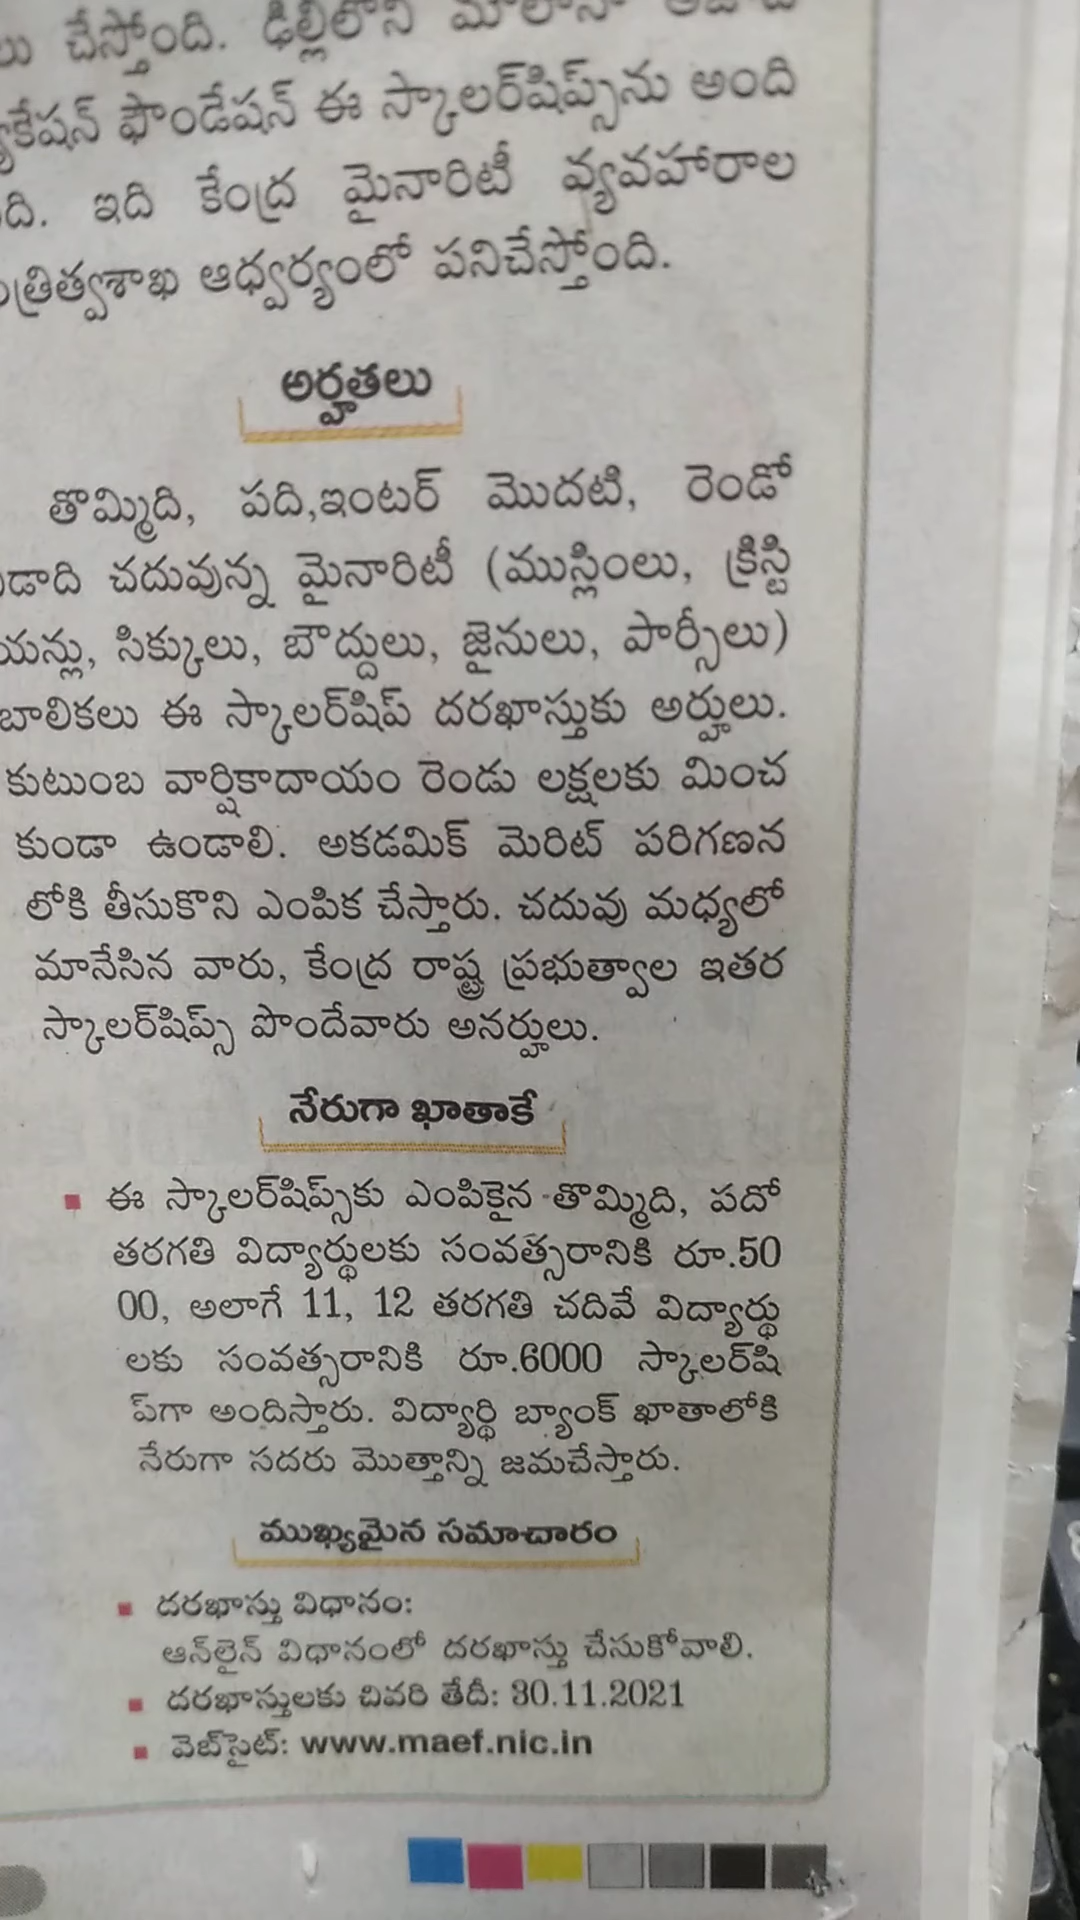 చేస్తోంది. ఢిల్లీలోని
ఫౌండేషన్ ఈ స్కాలర్‌షిప్స్‌ను అంది
ది. ఇది కేంద్ర మైనారిటీ వ్యవహారాల
త్రిత్వశాఖ ఆధ్వర్యంలో పనిచేస్తోంది.
అర్హతలు
తొమ్మిది, పది,ఇంటర్ మొదటి, రెండో
డాది చదువున్న మైనారిటీ (ముస్లింలు, క్రిస్టి
యన్లు, సిక్కులు, బౌద్దులు, జైనులు, పార్సీలు)
బాలికలు ఈ స్కాలర్‌షిప్ దరఖాస్తుకు అర్హులు.
కుటుంబ వార్షికాదాయం రెండు లక్షలకు మించ
కుండా ఉండాలి. అకడమిక్ మెరిట్ పరిగణన
లోకి తీసుకొని ఎంపిక చేస్తారు. చదువు మధ్యలో
మానేసిన వారు, కేంద్ర రాష్ట్ర ప్రభుత్వాల ఇతర
స్కాలర్‌షిప్స్ పొందేవారు అనర్హులు.
నేరుగా ఖాతాకే
ఈ స్కాలర్‌షిప్స్‌కు ఎంపికైన తొమ్మిది, పదో
తరగతి విద్యార్థులకు సంవత్సరానికి రూ.50
00, అలాగే 11, 12 తరగతి చదివే విద్యార్థు
లకు సంవత్సరానికి రూ.6000 స్కాలర్‌షి
ప్‌గా అందిస్తారు. విద్యార్థి బ్యాంక్ ఖాతాలోకి
నేరుగా సదరు మొత్తాన్ని జమచేస్తారు.
ముఖ్యమైన సమాచారం
దరఖాస్తు విధానం:
ఆన్‌లైన్ విధానంలో దరఖాస్తు చేసుకోవాలి.
దరఖాస్తులకు చివరి తేదీ: 30.11.2021
వెబ్‌సైట్: www.maef.nic.in